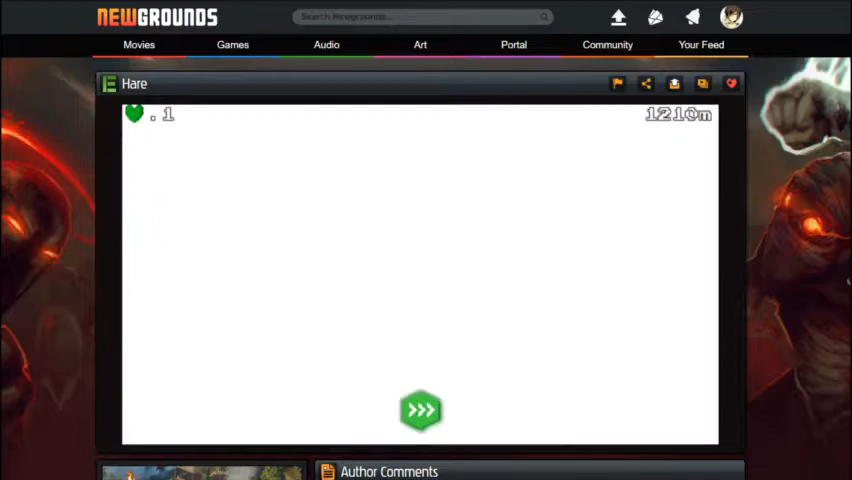 NEWGROUNDS
Search Newgrounds...
Movies
Games
Audio
Art
Portal
Community
Your Feed
E
Hare
. 1
1210m
>>>
Author Comments